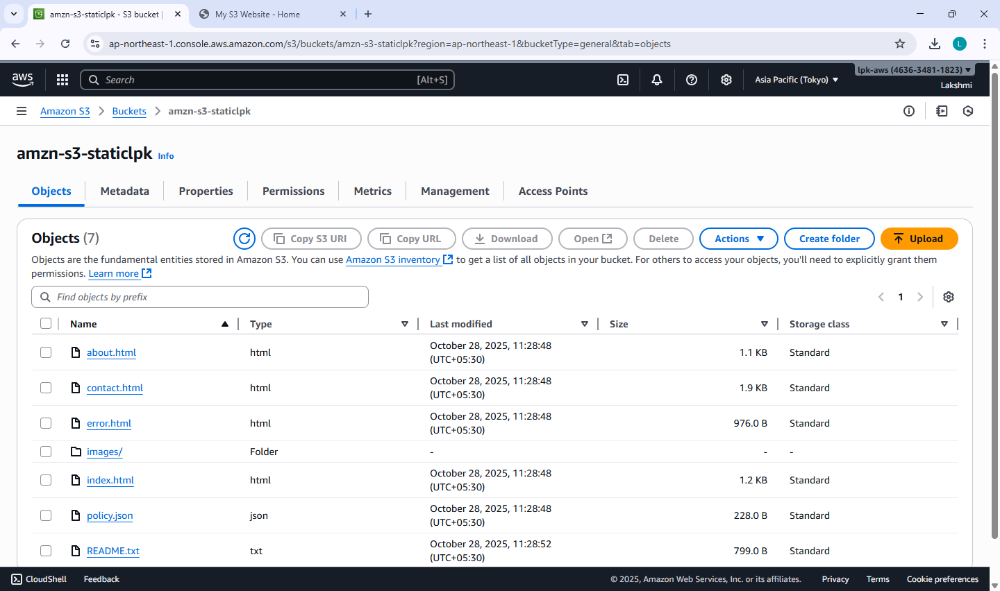 amzn-s3-staticlpk - S3 bucket |
My S3 Website - Home
ap-northeast-1.console.aws.amazon.com/s3/buckets/amzn-s3-staticlpk?region=ap-northeast-1&bucketType=general&tab=objects
L
aws
Search
[Alt+S]
Asia Pacific (Tokyo)
lpk-aws (4636-3481-1823)
Lakshmi
Amazon S3
Buckets
amzn-s3-staticlpk
amzn-s3-staticlpk Info
Objects
Metadata
Properties
Permissions
Metrics
Management
Access Points
Objects (7)
Copy S3 URI
Copy URL
Download
Open
Delete
Actions
Create folder
Upload
Objects are the fundamental entities stored in Amazon S3. You can use Amazon S3 inventory to get a list of all objects in your bucket. For others to access your objects, you'll need to explicitly grant them
permissions. Learn more
Find objects by prefix
1
Name Type Last modified Size Storage class
about.html html October 28, 2025, 11:28:48 (UTC+05:30) 1.1 KB Standard
contact.html html October 28, 2025, 11:28:48 (UTC+05:30) 1.9 KB Standard
error.html html October 28, 2025, 11:28:48 (UTC+05:30) 976.0 B Standard
images/ Folder - - -
index.html html October 28, 2025, 11:28:48 (UTC+05:30) 1.2 KB Standard
policy.json json October 28, 2025, 11:28:48 (UTC+05:30) 228.0 B Standard
README.txt txt October 28, 2025, 11:28:52 (UTC+05:30) 799.0 B Standard
CloudShell
Feedback
© 2025, Amazon Web Services, Inc. or its affiliates.
Privacy
Terms
Cookie preferences